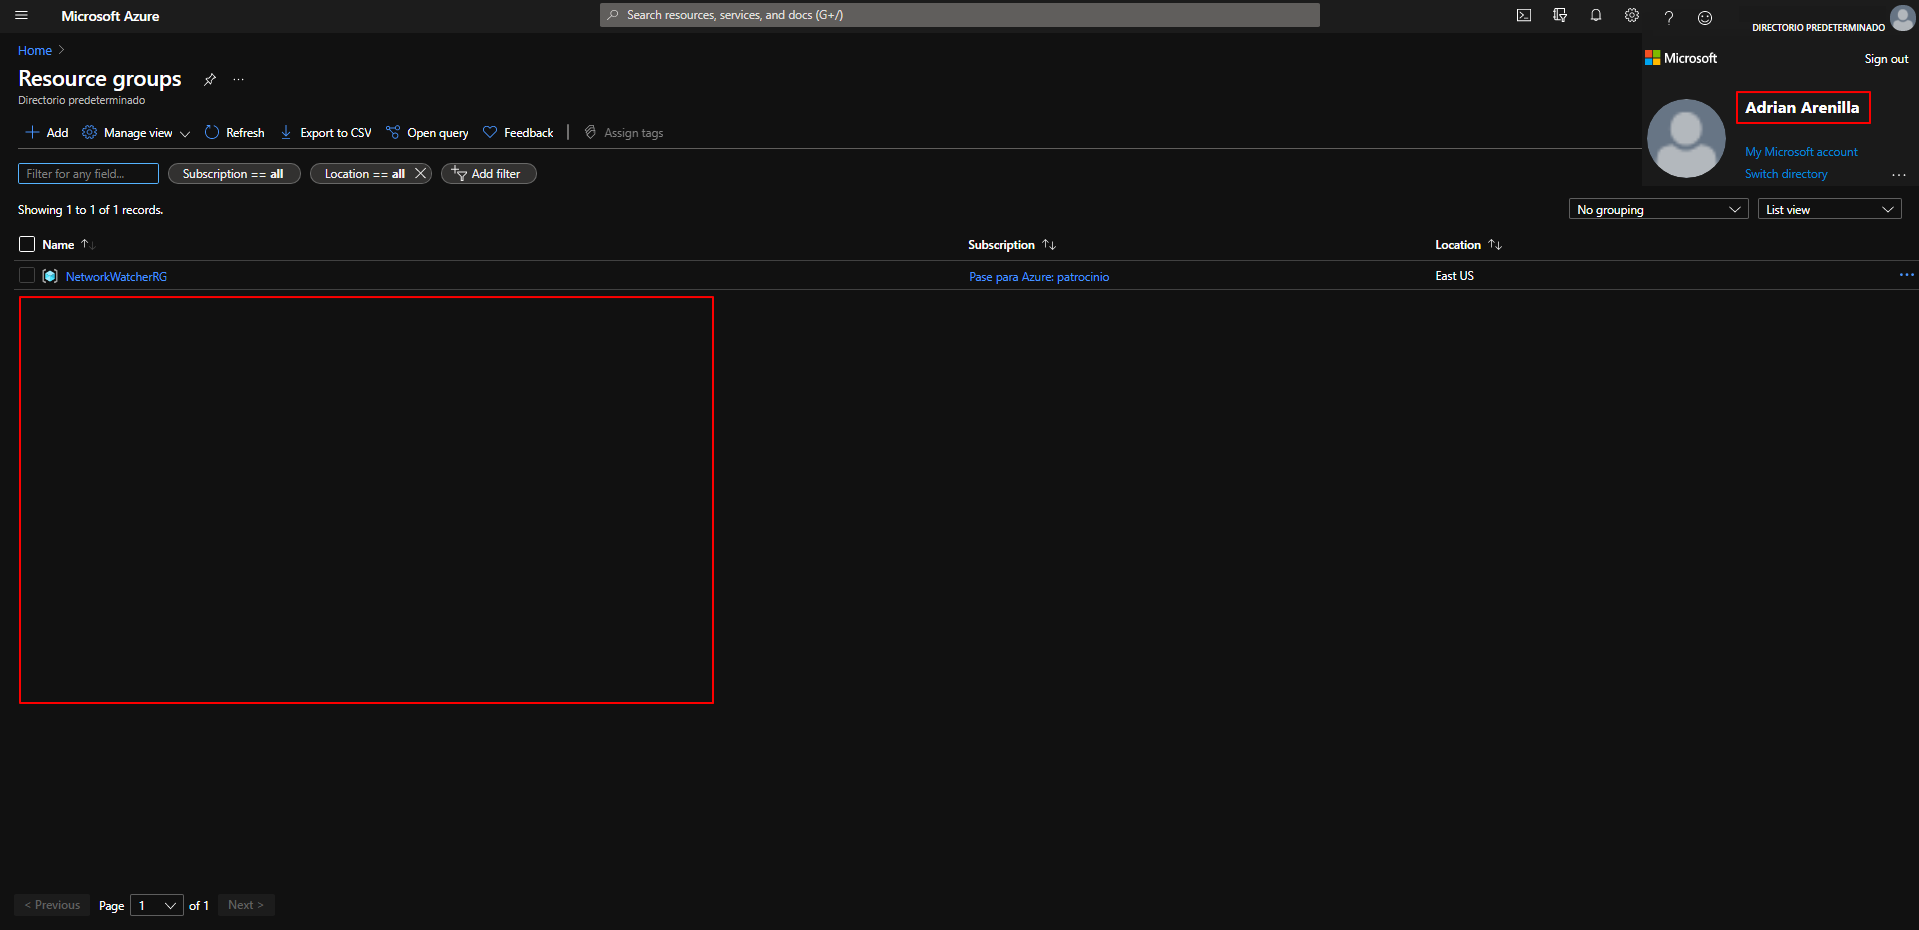 Microsoft Azure
Search resources, services, and docs (G+/)
DIRECTORIO PREDETERMINADO
Home
Microsoft
Sign out
Resource groups
Directorio predeterminado
Adrian Arenilla
My Microsoft account
Switch directory
Add
Manage view
Refresh
Export to CSV
Open query
Feedback
Assign tags
Filter for any field...
Subscription == all
Location == all
Add filter
Showing 1 to 1 of 1 records.
No grouping
List view
Name
Subscription
Location
NetworkWatcherRG
Pase para Azure: patrocinio
East US
< Previous
Page
1
of 1
Next >